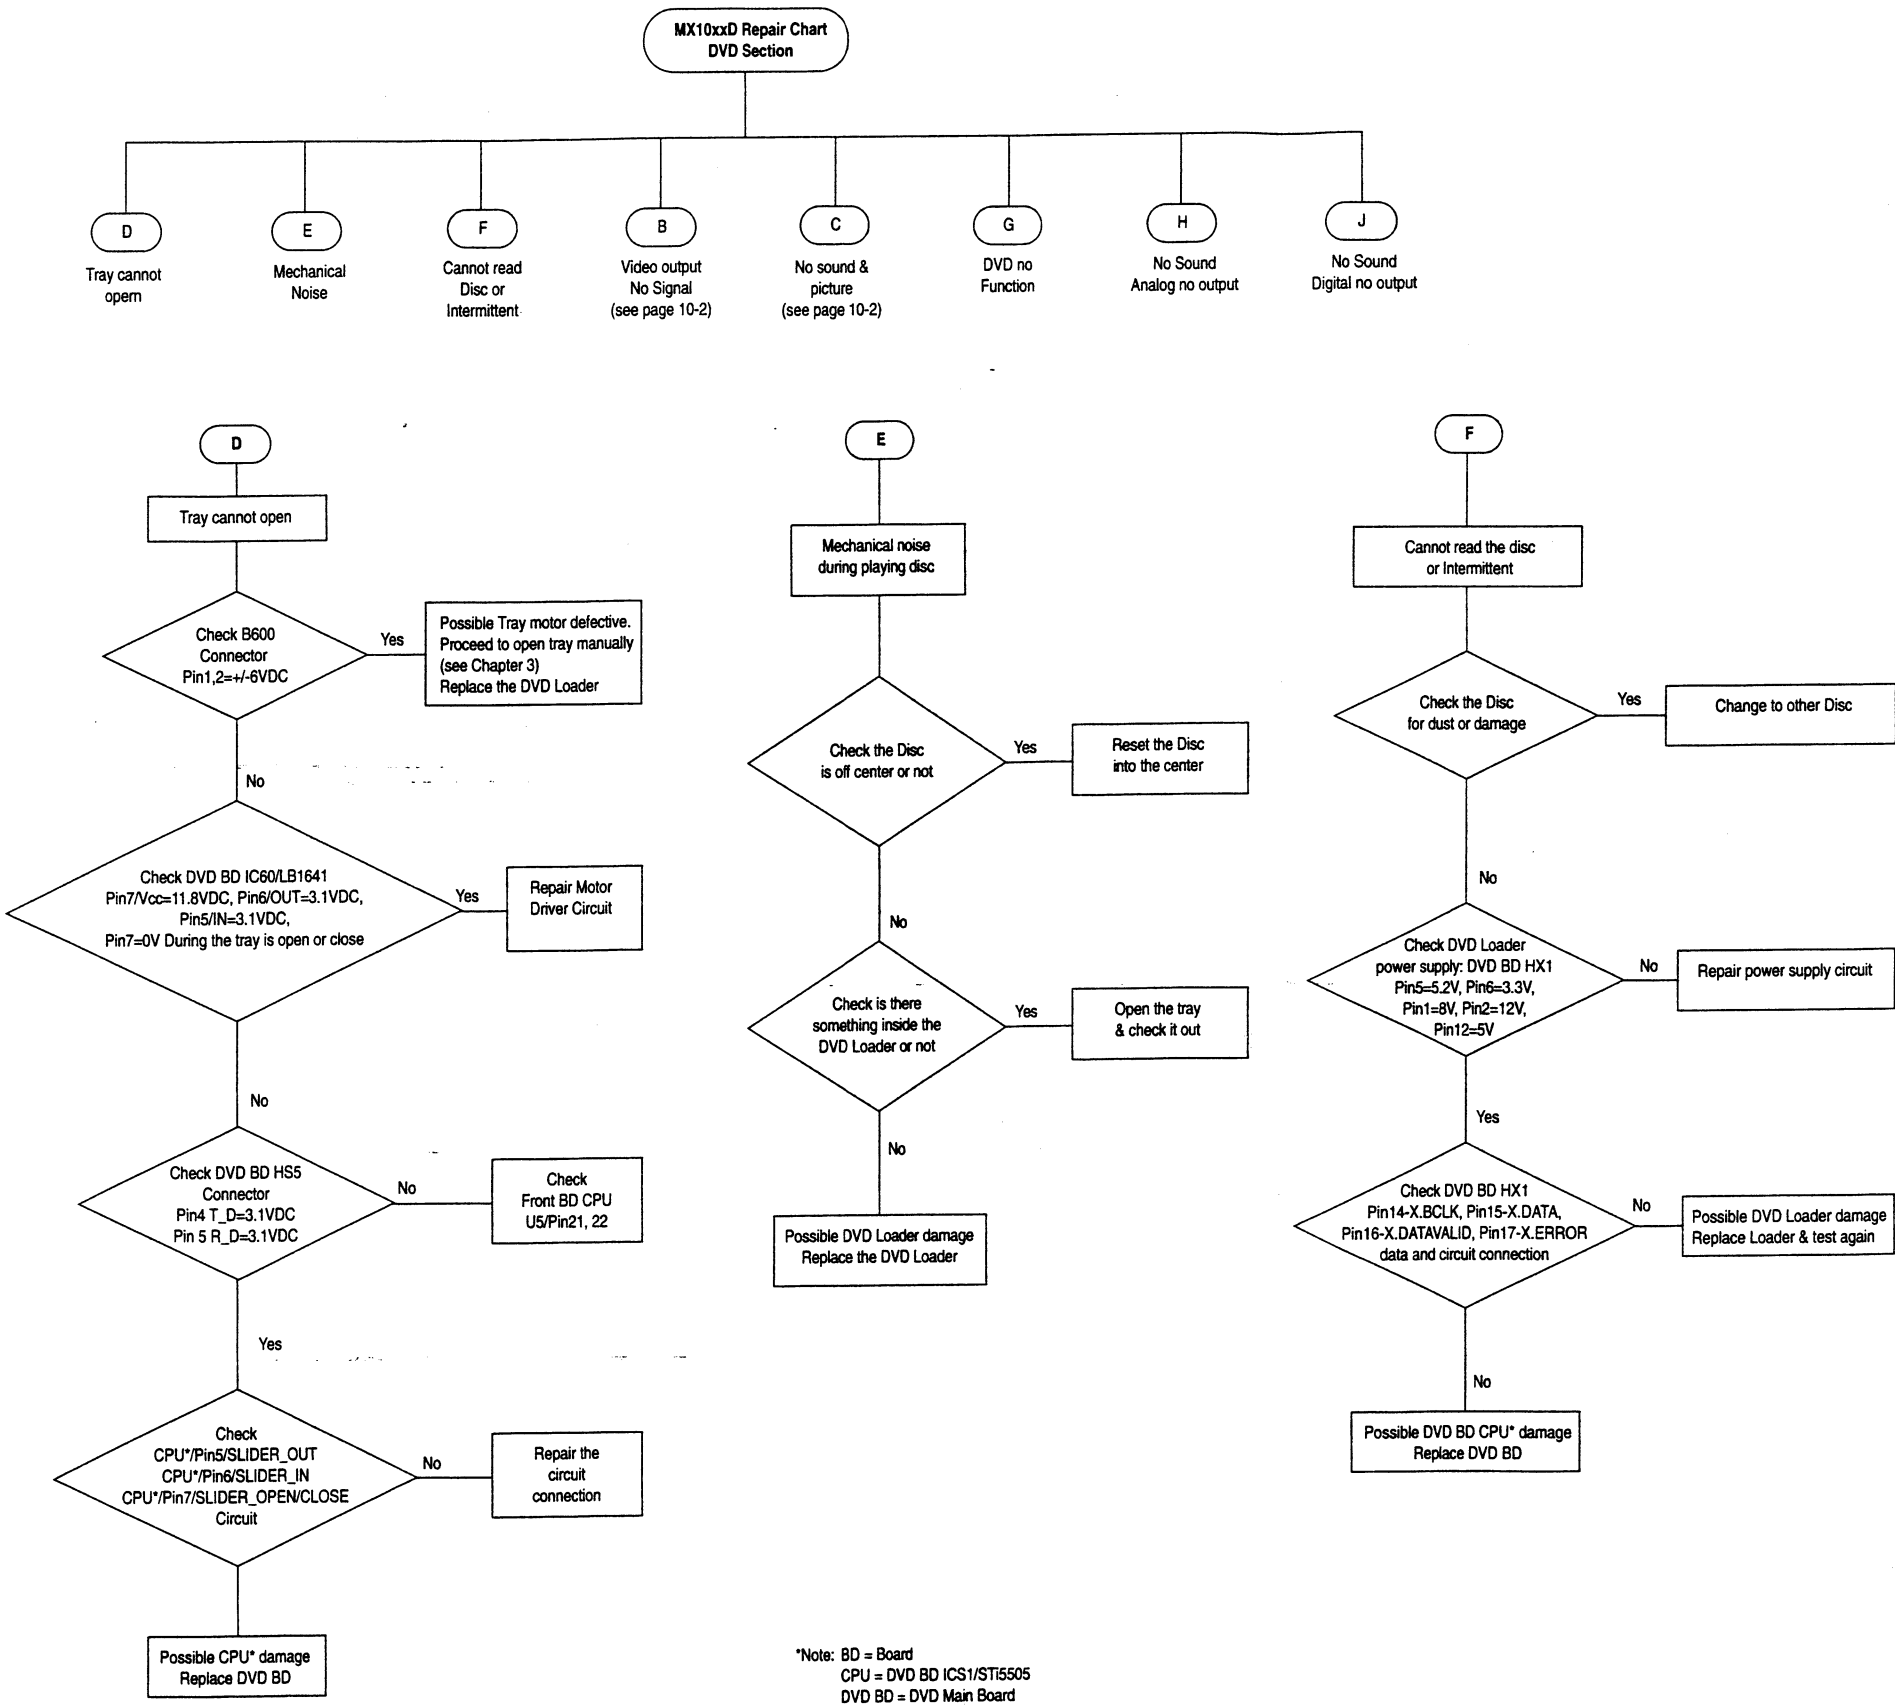 MX10xxD Repair Chart
DVD Section
D
Tray cannot
opem
E
Mechanical
Noise
F
Cannot read
Disc or
Intermittent
B
Video output
No Signal
(see page 10-2)
C
No sound &
picture
(see page 10-2)
G
DVD no
Function
H
No Sound
Analog no output
J
No Sound
Digital no output
D
Tray cannot open
Check B600
Connector
Pin1,2=+/-6VDC
Yes
Possible Tray motor defective.
Proceed to open tray manually
(see Chapter 3)
Replace the DVD Loader
No
Check DVD BD IC60/LB1641
Pin7/Vcc=11.8VDC, Pin6/OUT=3.1VDC,
Pin5/IN=3.1VDC,
Pin7=0V During the tray is open or close
Yes
Repair Motor
Driver Circuit
No
Check DVD BD HS5
Connector
Pin4 T_D=3.1VDC
Pin 5 R_D=3.1VDC
No
Check
Front BD CPU
U5/Pin21, 22
Yes
Check
CPU*/Pin5/SLIDER_OUT
CPU*/Pin6/SLIDER_IN
CPU*/Pin7/SLIDER_OPEN/CLOSE
Circuit
No
Repair the
circuit
connection
Possible CPU* damage
Replace DVD BD
E
Mechanical noise
during playing disc
Check the Disc
is off center or not
Yes
Reset the Disc
into the center
No
Check is there
something inside the
DVD Loader or not
Yes
Open the tray
& check it out
No
Possible DVD Loader damage
Replace the DVD Loader
F
Cannot read the disc
or Intermittent
Check the Disc
for dust or damage
Yes
Change to other Disc
No
Check DVD Loader
power supply: DVD BD HX1
Pin5=5.2V, Pin6=3.3V,
Pin1=8V, Pin2=12V,
Pin12=5V
No
Repair power supply circuit
Yes
Check DVD BD HX1
Pin14-X.BCLK, Pin15-X.DATA,
Pin16-X.DATAVALID, Pin17-X.ERROR
data and circuit connection
No
Possible DVD Loader damage
Replace Loader & test again
No
Possible DVD BD CPU* damage
Replace DVD BD
*Note: BD = Board
CPU = DVD BD ICS1/STi5505
DVD BD = DVD Main Board